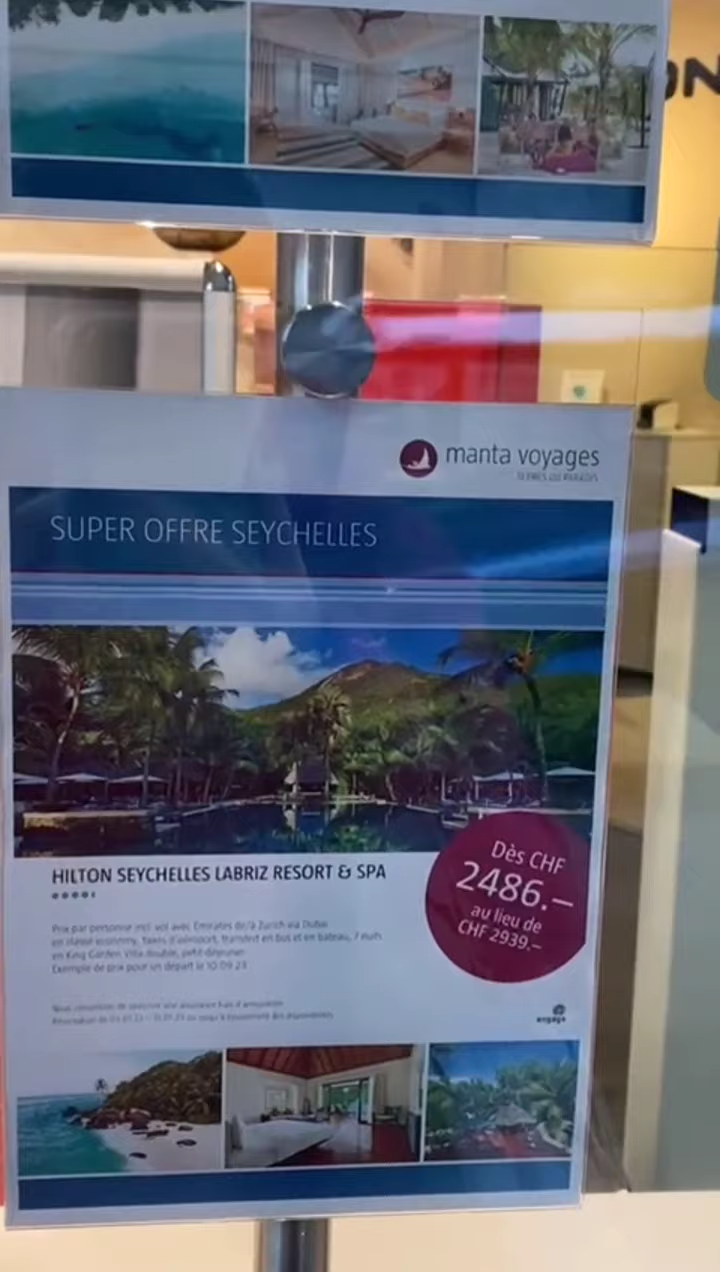 ON
manta voyages
SUPER OFFRE SEYCHELLES
HILTON SEYCHELLES LABRIZ RESORT & SPA
Dès CHF
2486.–
au lieu de
CHF 2939.–
Prix par personne incl. vol avec Emirates de/à Zurich via Dubai
en classe economy, taxes d'aéroport, transfert en bus et en bateau, 7 nuits
en King Garden Villa double, petit-déjeuner
Exemple de prix pour un départ le 10.09.23